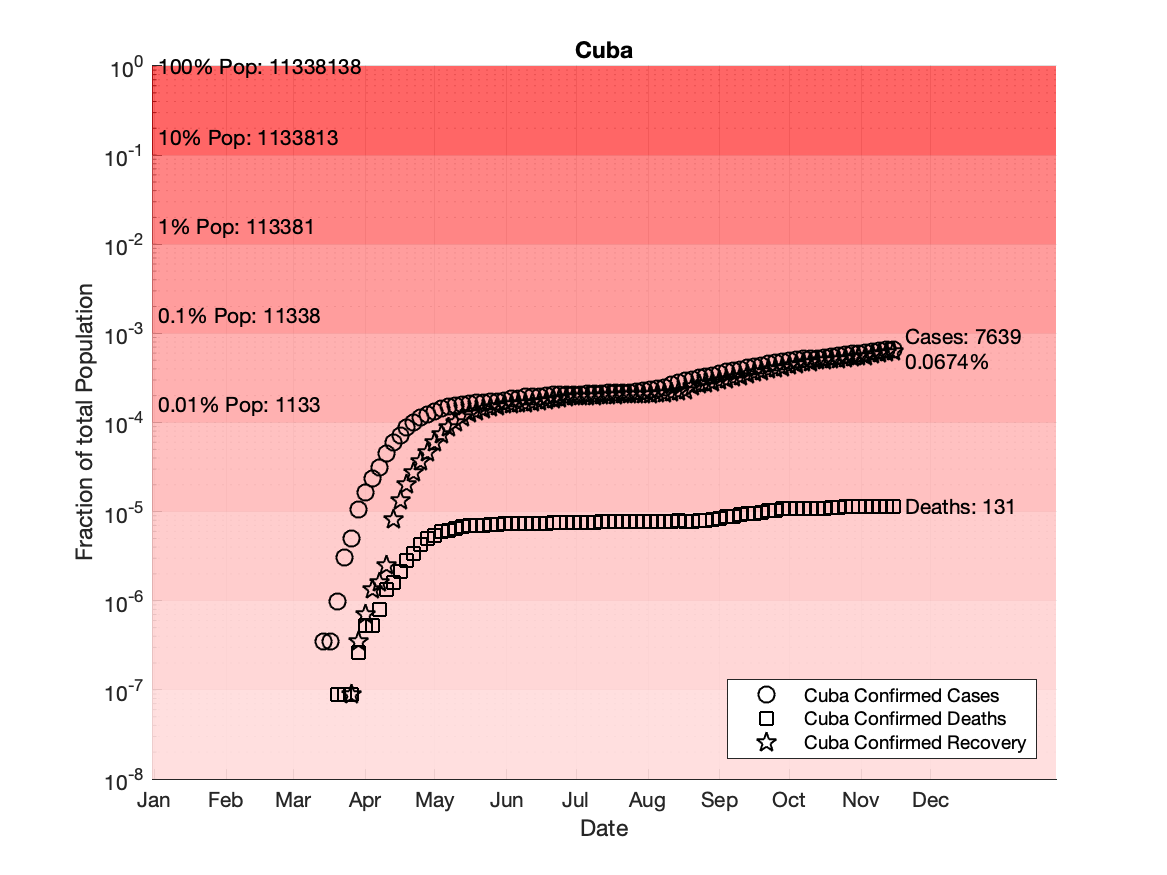 Cuba
10^0
100% Pop: 11338138
10% Pop: 1133813
10^-1
1% Pop: 113381
10^-2
0.1% Pop: 11338
10^-3
Cases: 7639
0.0674%
0.01% Pop: 1133
10^-4
10^-5
Deaths: 131
10^-6
10^-7
10^-8
Fraction of total Population
Cuba Confirmed Cases
Cuba Confirmed Deaths
Cuba Confirmed Recovery
Jan Feb Mar Apr May Jun Jul Aug Sep Oct Nov Dec
Date